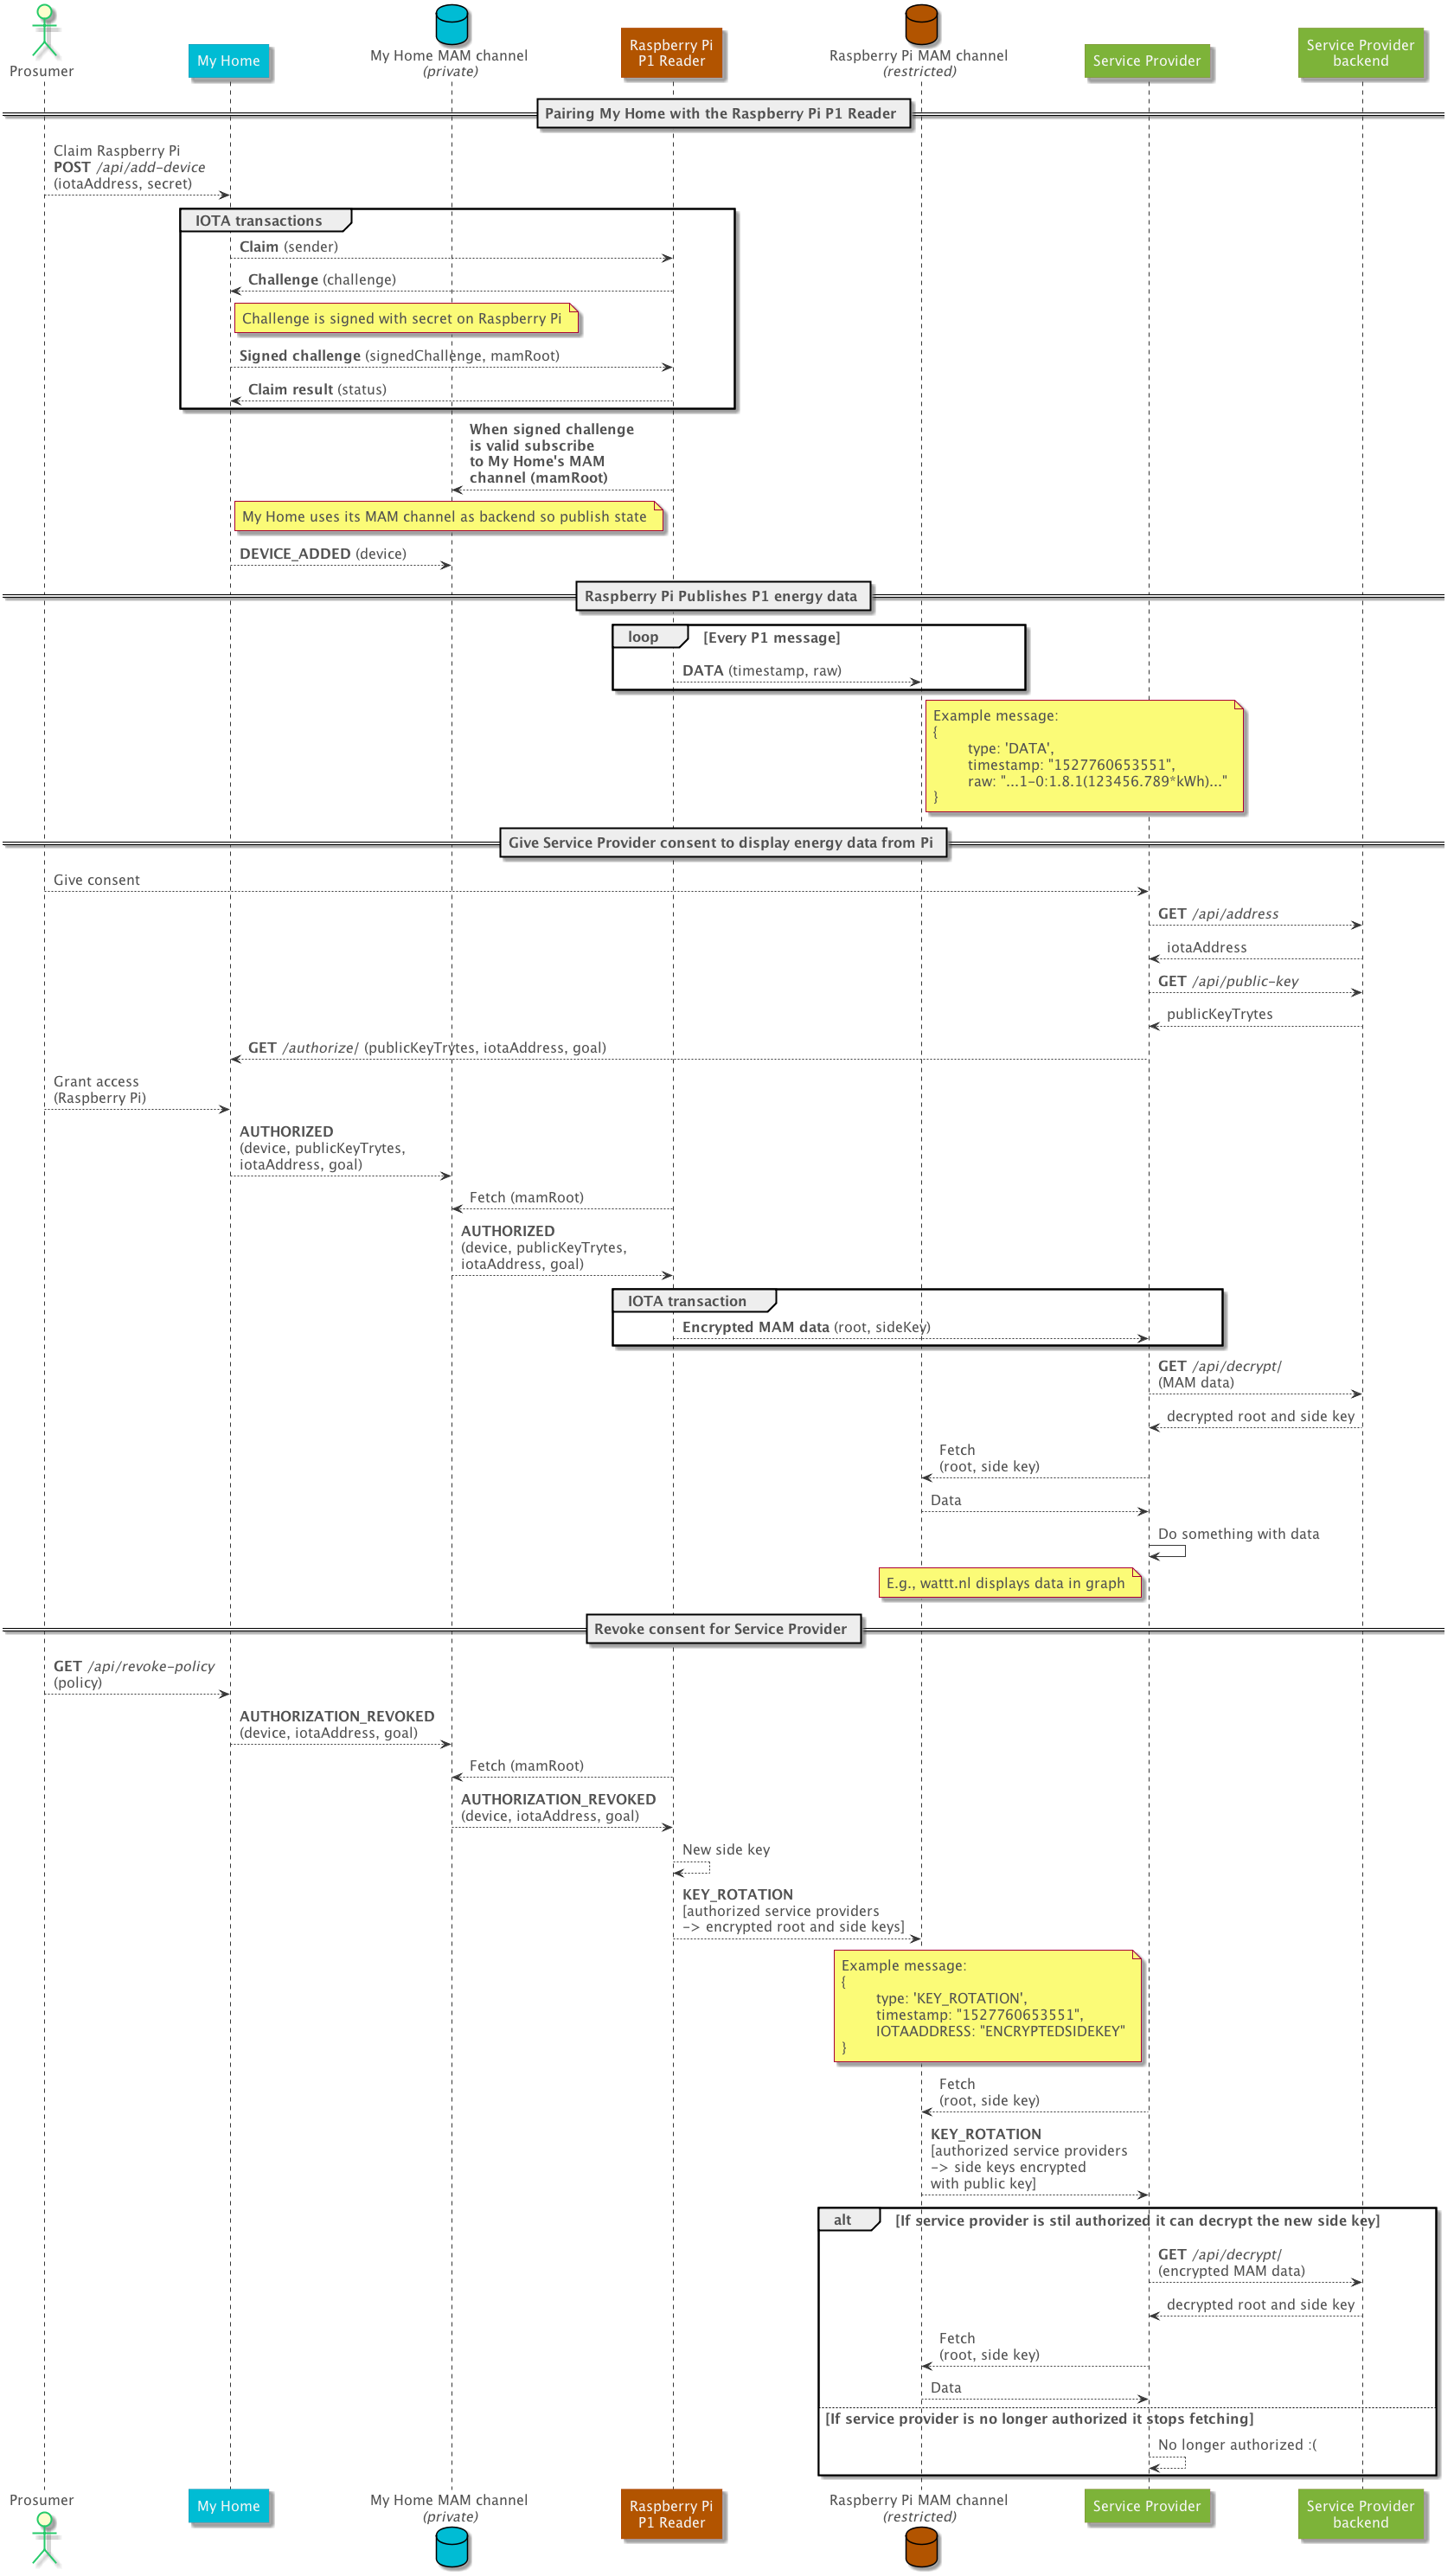 Prosumer
My Home
My Home MAM channel
(private)
Raspberry Pi
P1 Reader
Raspberry Pi MAM channel
(restricted)
Service Provider
Service Provider
backend
Pairing My Home with the Raspberry Pi P1 Reader
Claim Raspberry Pi
POST /api/add-device
(iotaAddress, secret)
IOTA transactions
Claim (sender)
Challenge (challenge)
Challenge is signed with secret on Raspberry Pi
Signed challenge (signedChallenge, mamRoot)
Claim result (status)
When signed challenge
is valid subscribe
to My Home's MAM
channel (mamRoot)
My Home uses its MAM channel as backend so publish state
DEVICE_ADDED (device)
Raspberry Pi Publishes P1 energy data
loop [Every P1 message]
DATA (timestamp, raw)
Example message:
{
type: 'DATA',
timestamp: "1527760653551",
raw: "...1-0:1.8.1(123456.789*kWh)..."
}
Give Service Provider consent to display energy data from Pi
Give consent
GET /api/address
iotaAddress
GET /api/public-key
publicKeyTrytes
GET /authorize/ (publicKeyTrytes, iotaAddress, goal)
Grant access
(Raspberry Pi)
AUTHORIZED
(device, publicKeyTrytes,
iotaAddress, goal)
Fetch (mamRoot)
AUTHORIZED
(device, publicKeyTrytes,
iotaAddress, goal)
IOTA transaction
Encrypted MAM data (root, sideKey)
GET /api/decrypt/
(MAM data)
decrypted root and side key
Fetch
(root, side key)
Data
Do something with data
E.g., wattt.nl displays data in graph
Revoke consent for Service Provider
GET /api/revoke-policy
(policy)
AUTHORIZATION_REVOKED
(device, iotaAddress, goal)
Fetch (mamRoot)
AUTHORIZATION_REVOKED
(device, iotaAddress, goal)
New side key
KEY_ROTATION
[authorized service providers
-> encrypted root and side keys]
Example message:
{
type: 'KEY_ROTATION',
timestamp: "1527760653551",
IOTAADDRESS: "ENCRYPTEDSIDEKEY"
}
Fetch
(root, side key)
KEY_ROTATION
[authorized service providers
-> side keys encrypted
with public key]
alt [If service provider is stil authorized it can decrypt the new side key]
GET /api/decrypt/
(encrypted MAM data)
decrypted root and side key
Fetch
(root, side key)
Data
[If service provider is no longer authorized it stops fetching]
No longer authorized :(
Prosumer
My Home
My Home MAM channel
(private)
Raspberry Pi
P1 Reader
Raspberry Pi MAM channel
(restricted)
Service Provider
Service Provider
backend